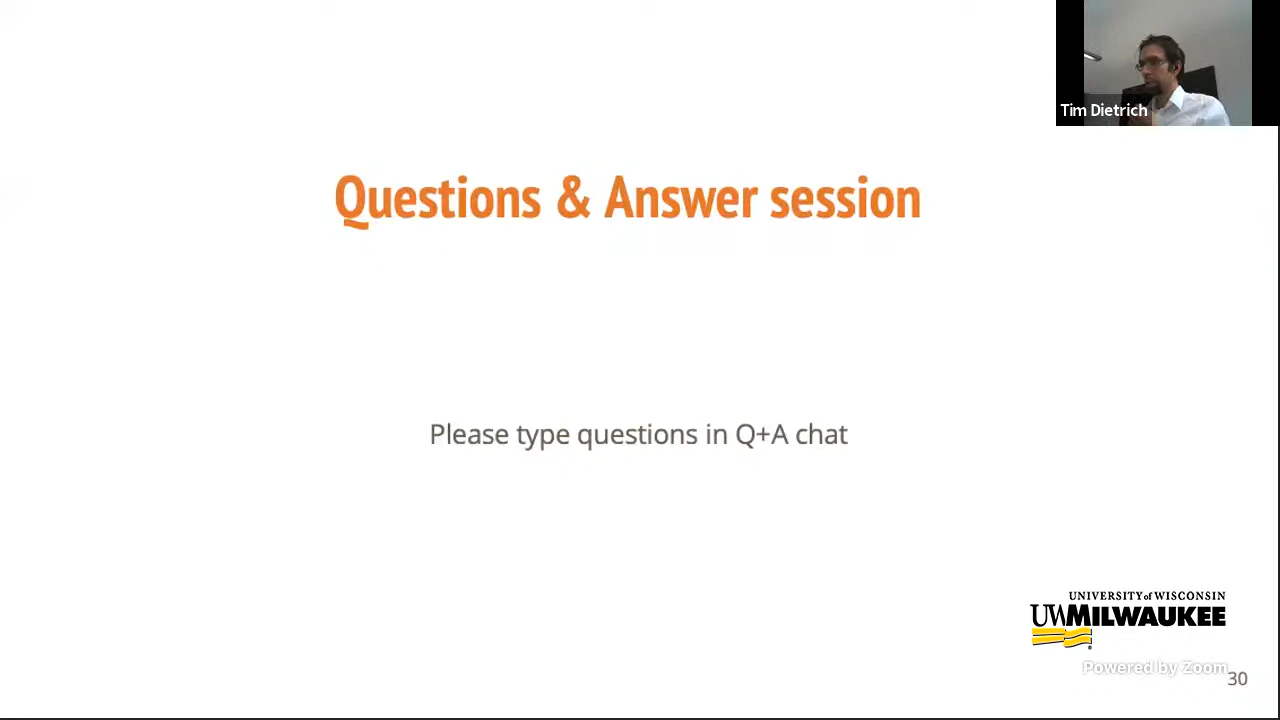 Tim Dietrich
Questions & Answer session
Please type questions in Q+A chat
UNIVERSITY of WISCONSIN
UWMILWAUKEE
Powered by Zoom
30